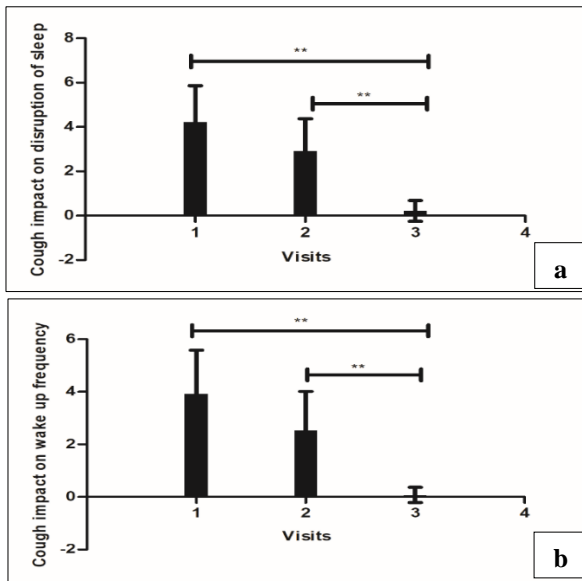 Cough impact on disruption of sleep
8
6
4
2
0
-2
**
**
1 2 3 4
Visits
a
Cough impact on wake up frequency
6
4
2
0
-2
**
**
1 2 3 4
Visits
b